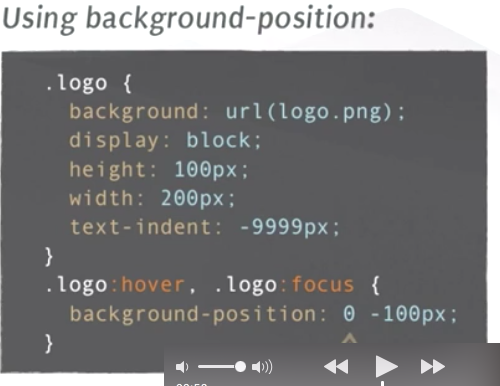 Using background-position:
.logo {
background: url(logo.png);
display: block;
height: 100px;
width: 200px;
text-indent: -9999px;
}
.logo:hover, .logo:focus {
background-position: 0 -100px;
}